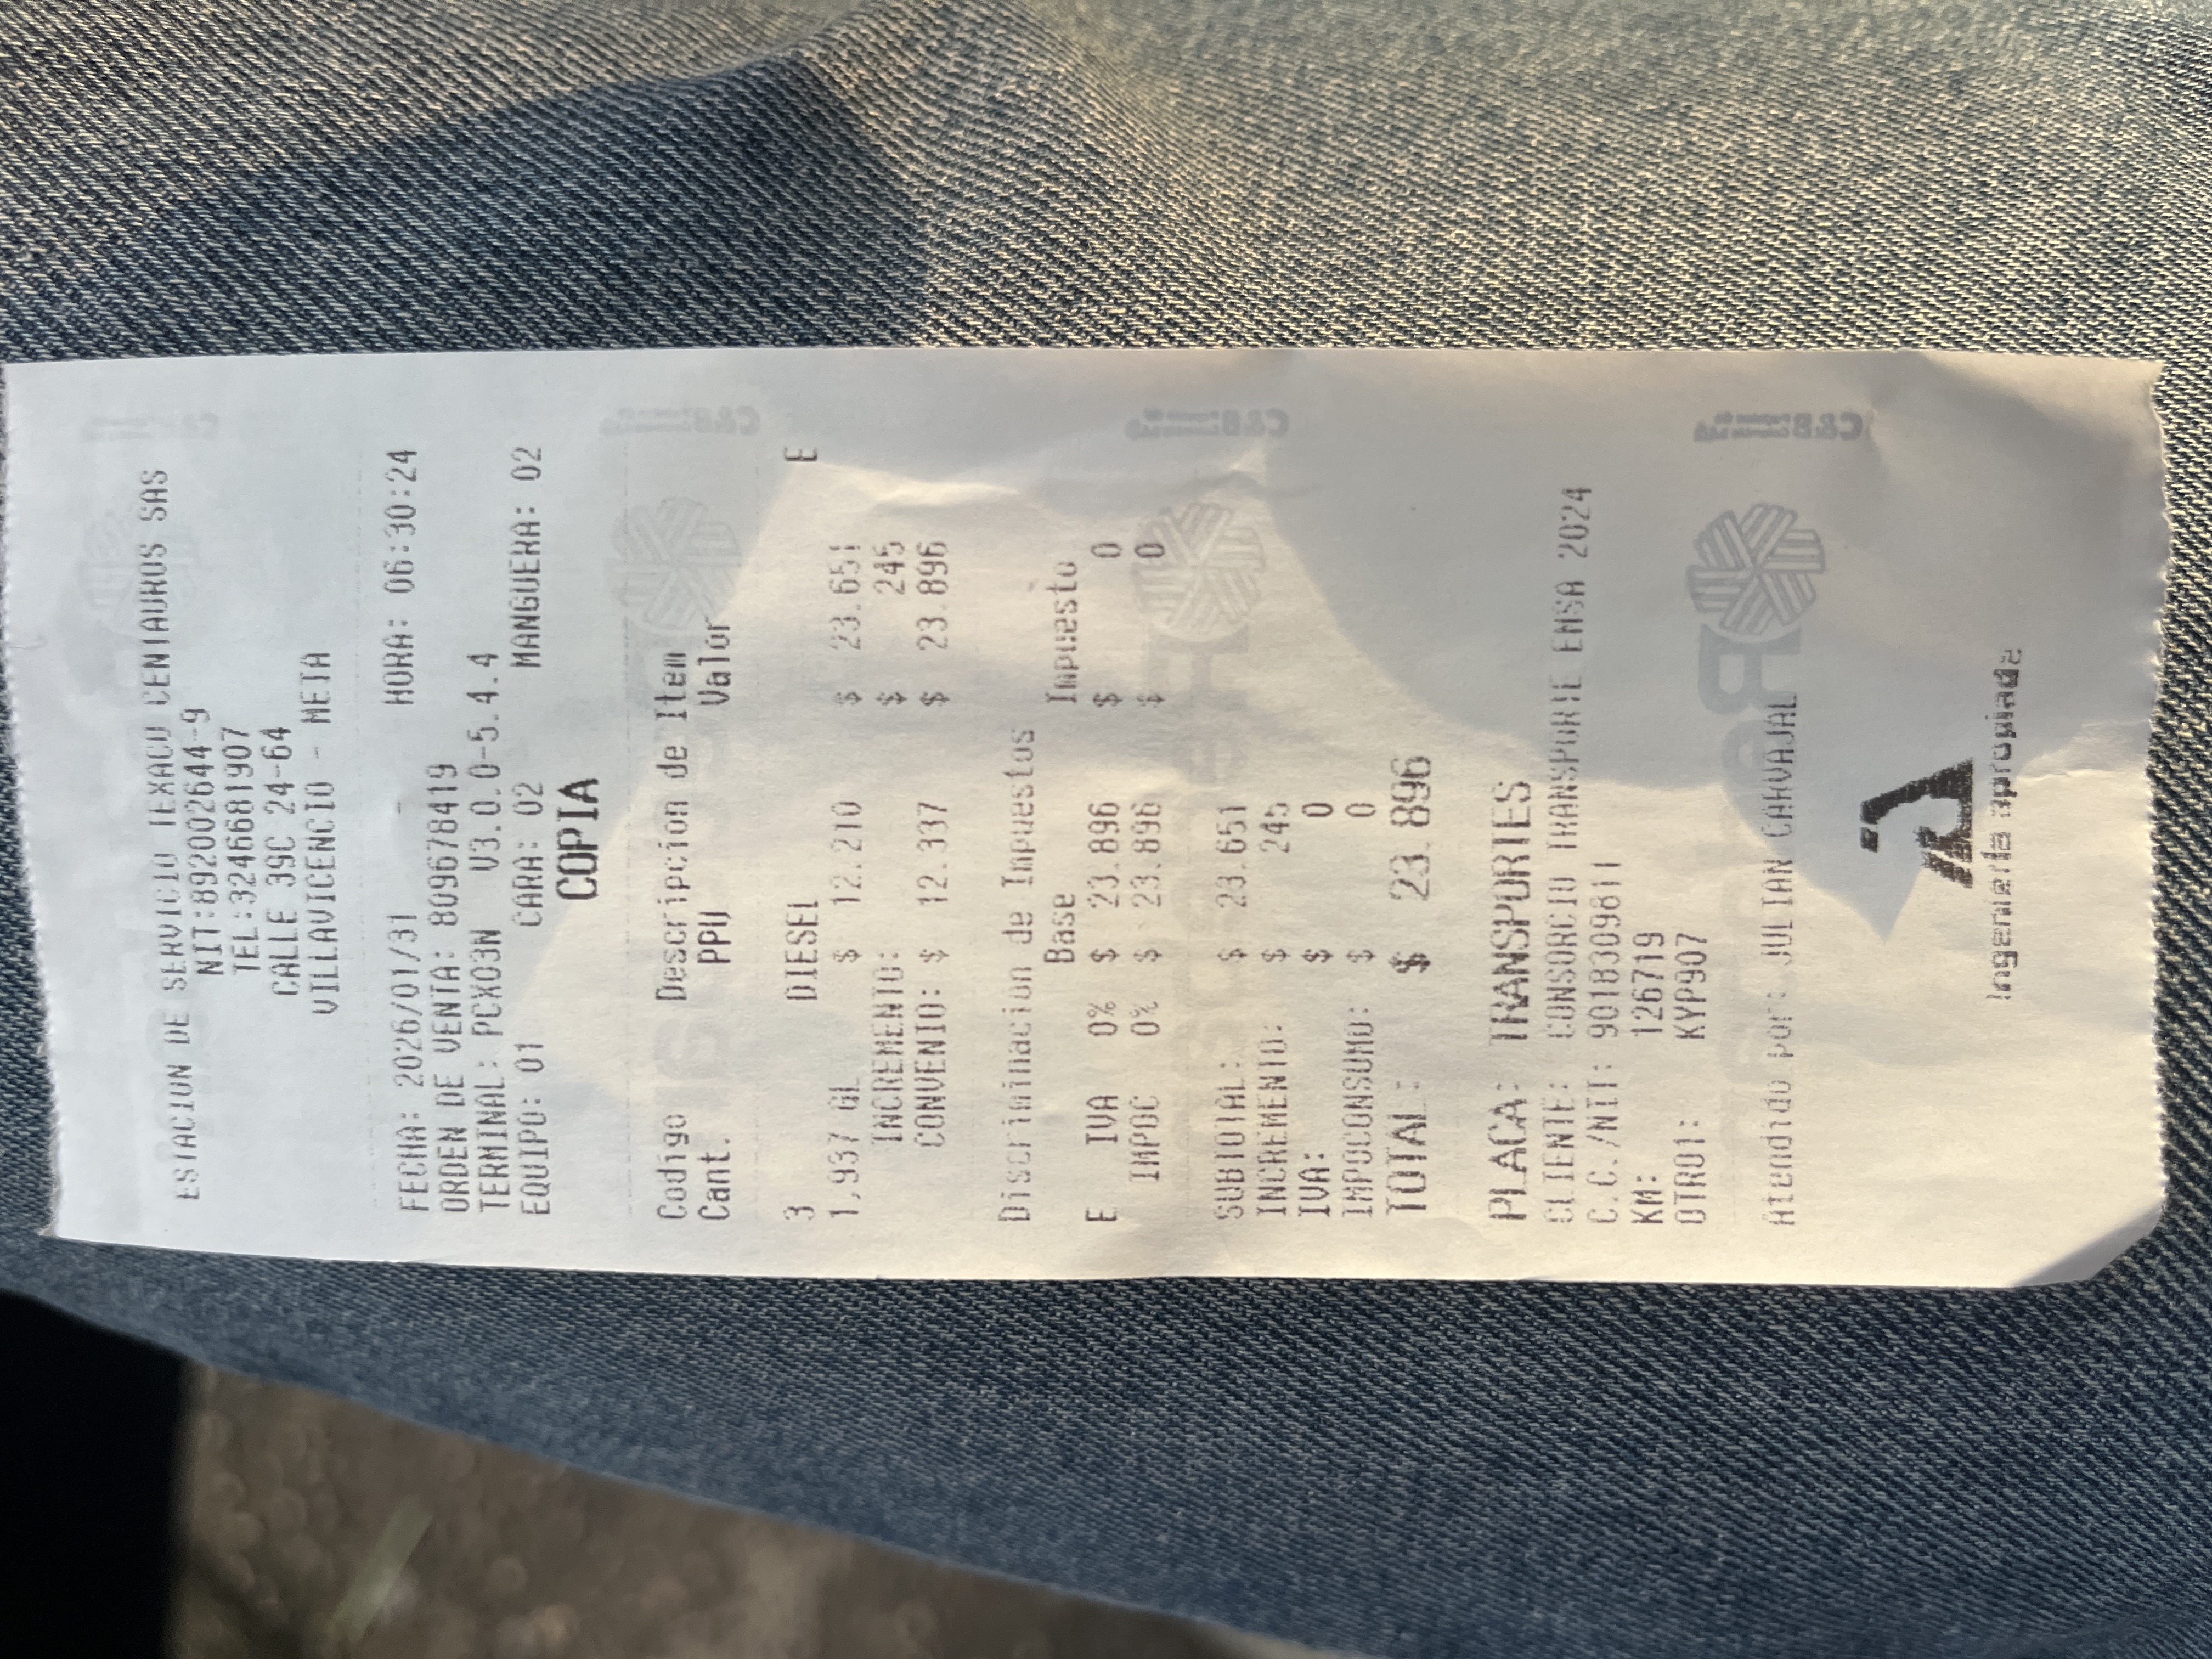 ESTACION DE SERVICIO TEXACO CENTAUROS SAS
NIT:892002644-9
TEL:3246681907
CALLE 39C 24-64
VILLAVICENCIO - META
FECHA: 2026/01/31 - HORA: 06:30:24
ORDEN DE VENTA: 809678419
TERMINAL: PCX03N V3.0.0-5.4.4
EQUIPO: 01 CARA: 02 MANGUERA: 02
COPIA
Codigo Descripcion de Item
Cant. PPU Valor
3 DIESEL E
1,937 GL $ 12.210 $ 23.651
INCREMENTO: $ 245
CONVENIO: $ 12.337 $ 23.896
Discriminacion de Impuestos
Base Impuesto
E IVA 0% $ 23.896 $ 0
IMPOC 0% $ 23.896 $ 0
SUBTOTAL: $ 23.651
INCREMENTO: $ 245
IVA: $ 0
IMPOCONSUMO: $ 0
TOTAL: $ 23.896
PLACA: TRANSPORTES
CLIENTE: CONSORCIO TRANSPORTE ENSA 2024
C.C./NIT: 9018309811
KM: 126719
OTRO1: KYP907
Atendido por: JULIAN CARVAJAL
Ingeniería apropiada